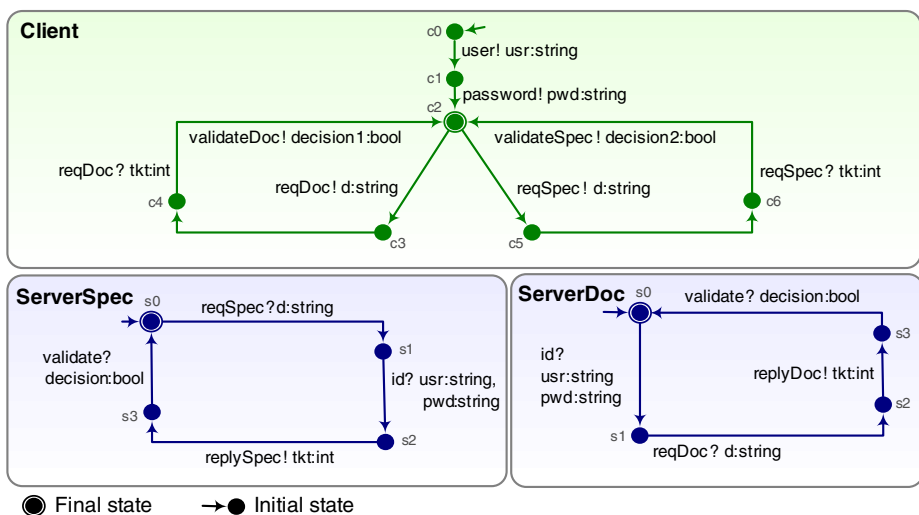 Client
c0
user! usr:string
c1
password! pwd:string
c2
validateDoc! decision1:bool
validateSpec! decision2:bool
reqDoc? tkt:int
reqDoc! d:string
reqSpec! d:string
reqSpec? tkt:int
c4
c6
c3
c5
ServerSpec
s0
reqSpec?d:string
s1
validate?
decision:bool
id? usr:string,
pwd:string
s3
s2
replySpec! tkt:int
ServerDoc
s0
validate? decision:bool
s3
id?
usr:string
pwd:string
replyDoc! tkt:int
s2
s1
reqDoc? d:string
Final state
Initial state